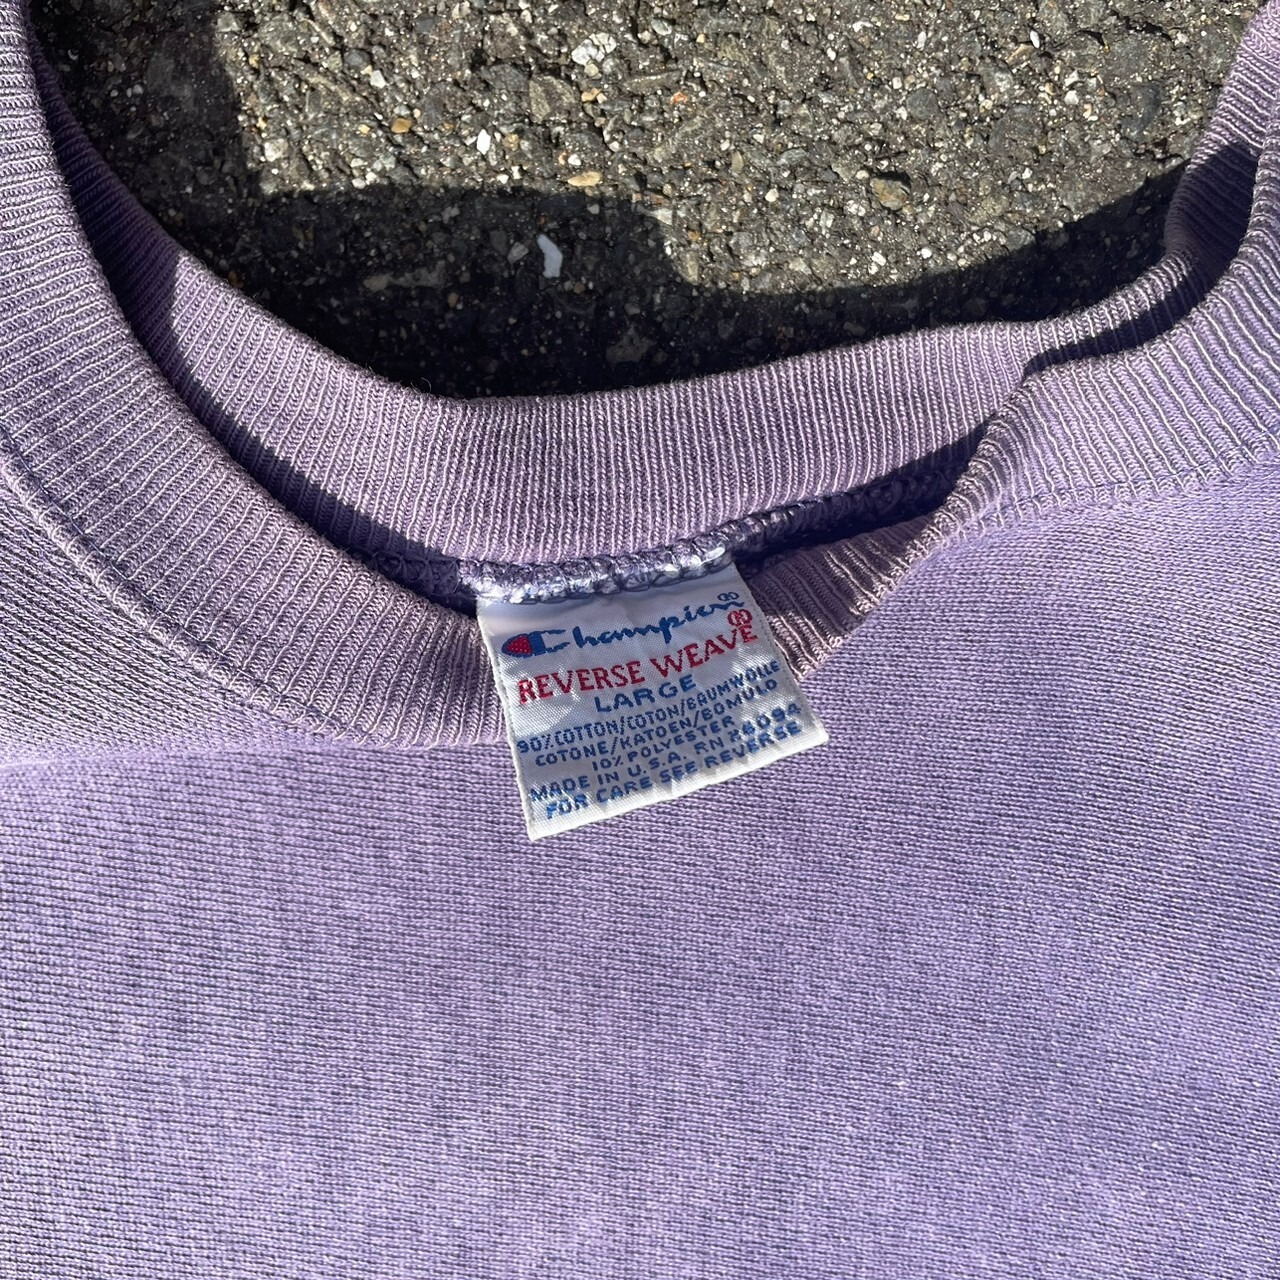 Champion®
REVERSE WEAVE®
LARGE
90% COTTON/COTON/BAUMWOLLE
COTONE/KATOEN/BOMULD
10% POLYESTER
MADE IN U.S.A. RN 26094
FOR CARE SEE REVERSE